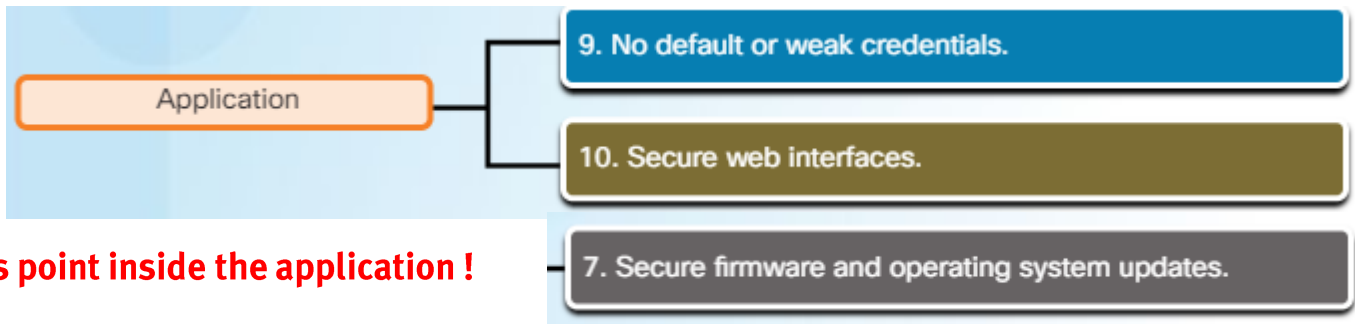 9. No default or weak credentials.
Application
10. Secure web interfaces.
point inside the application !
7. Secure firmware and operating system updates.